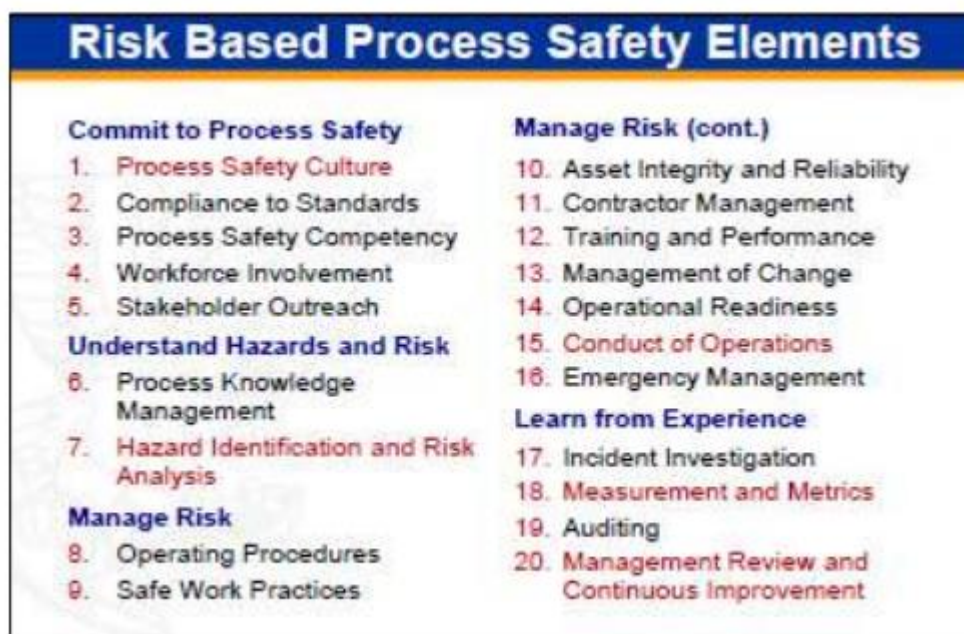 Risk Based Process Safety Elements
Commit to Process Safety
1. Process Safety Culture
2. Compliance to Standards
3. Process Safety Competency
4. Workforce Involvement
5. Stakeholder Outreach
Understand Hazards and Risk
6. Process Knowledge
Management
7. Hazard Identification and Risk
Analysis
Manage Risk
8. Operating Procedures
9. Safe Work Practices
Manage Risk (cont.)
10. Asset Integrity and Reliability
11. Contractor Management
12. Training and Performance
13. Management of Change
14. Operational Readiness
15. Conduct of Operations
16. Emergency Management
Learn from Experience
17. Incident Investigation
18. Measurement and Metrics
19. Auditing
20. Management Review and
Continuous Improvement